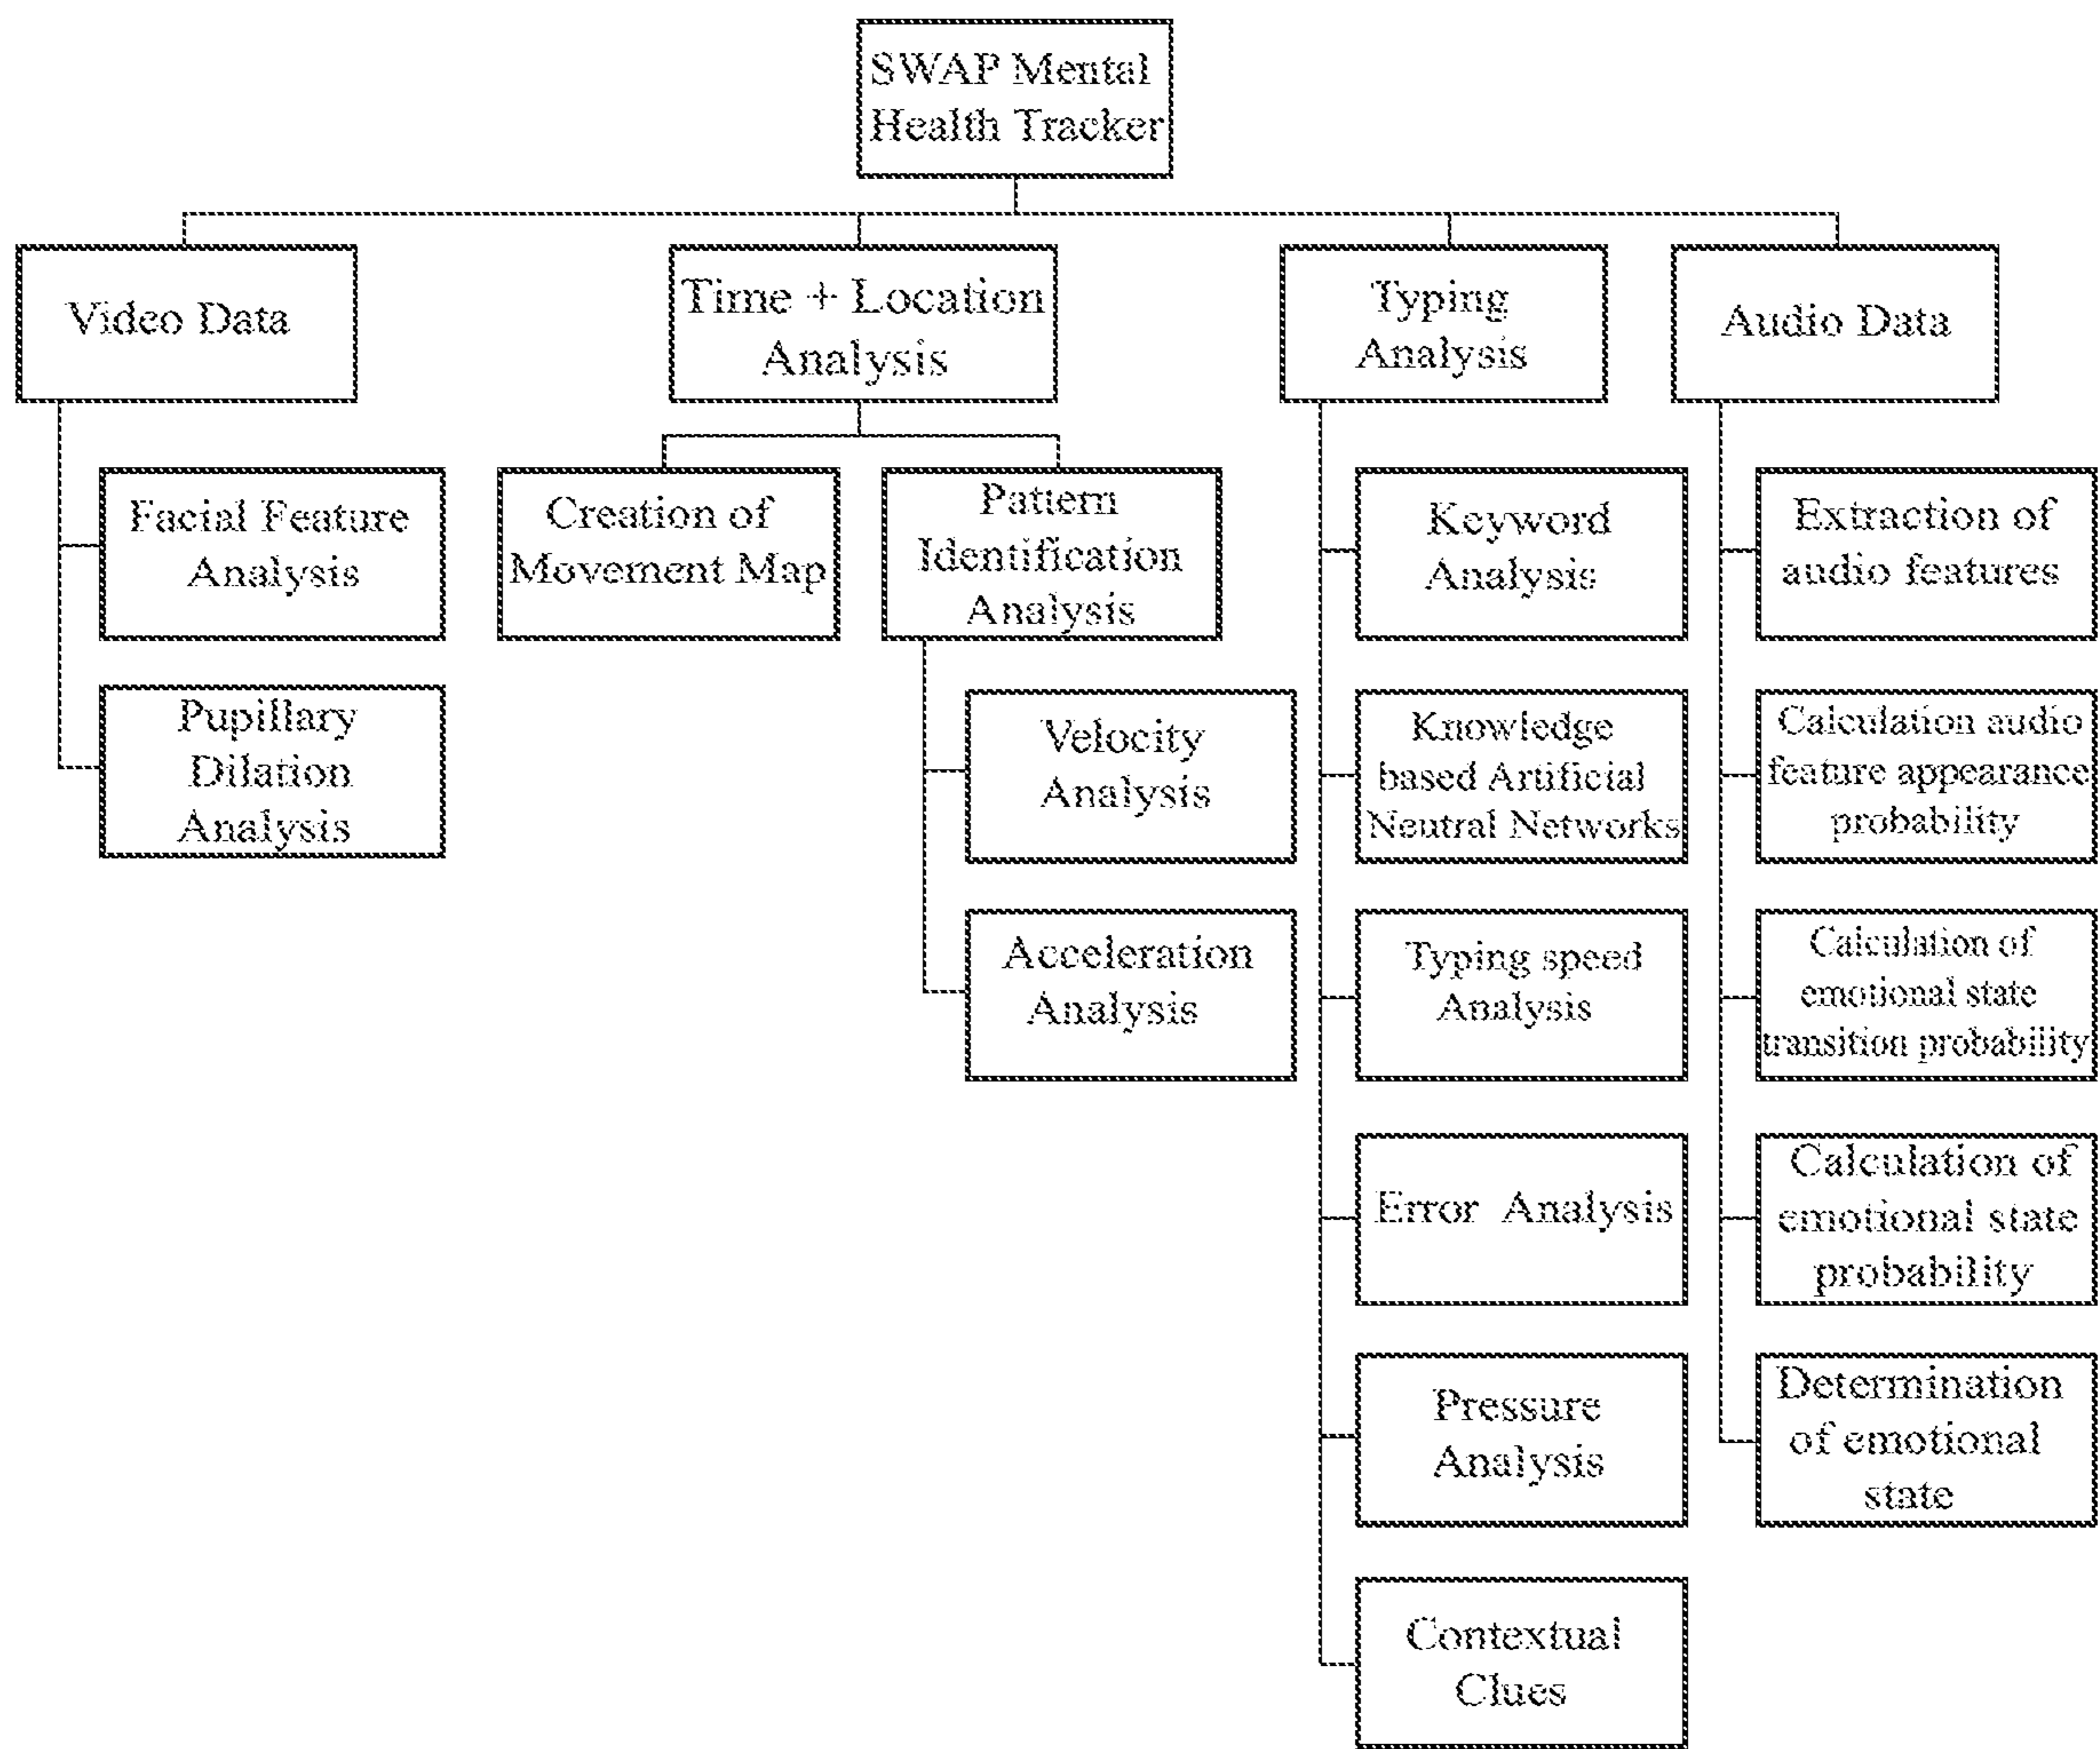 SWAP Mental
Health Tracker
Video Data
Time + Location
Analysis
Typing
Analysis
Audio Data
Facial Feature
Analysis
Pupillary
Dilation
Analysis
Creation of
Movement Map
Pattern
Identification
Analysis
Velocity
Analysis
Acceleration
Analysis
Keyword
Analysis
Knowledge
based Artificial
Neutral Networks
Typing speed
Analysis
Error Analysis
Pressure
Analysis
Contextual
Clues
Extraction of
audio features
Calculation audio
feature appearance
probability
Calculation of
emotional state
transition probability
Calculation of
emotional state
probability
Determination
of emotional
state